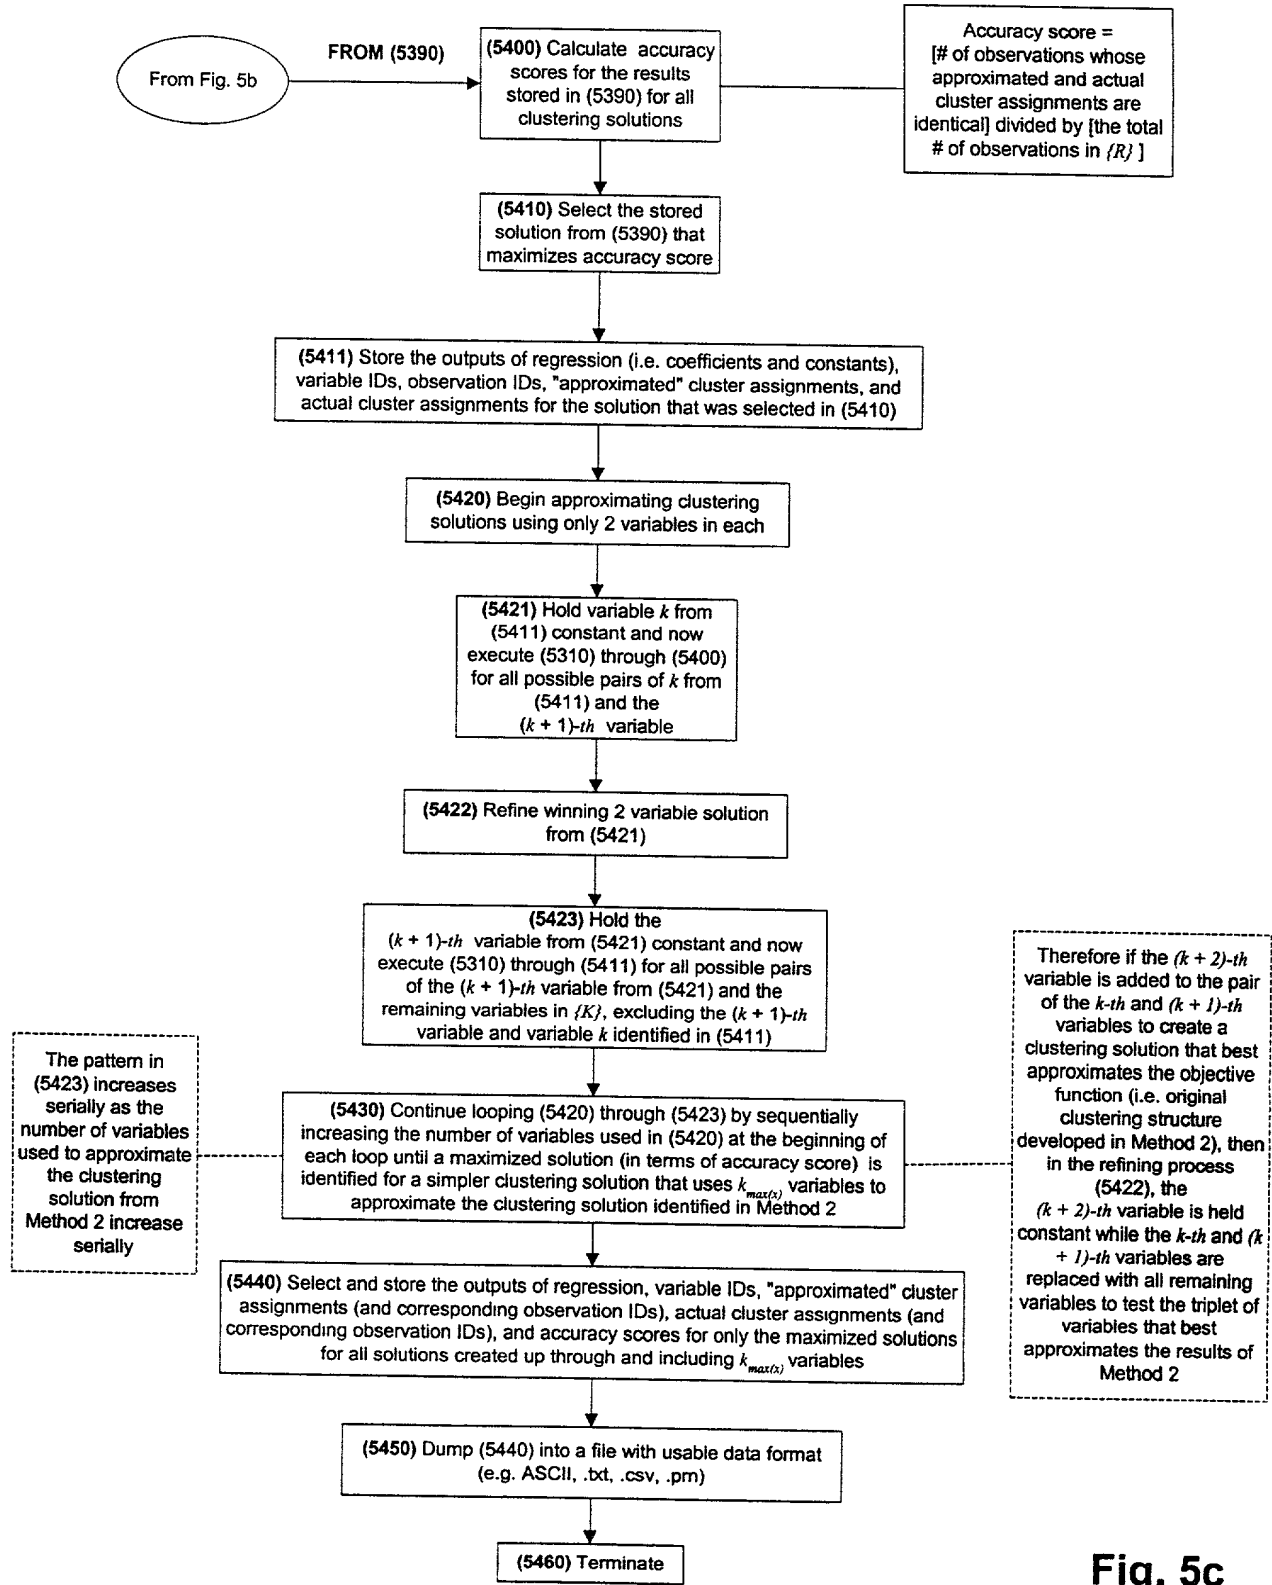 From Fig. 5b
FROM (5390)
(5400) Calculate accuracy
scores for the results
stored in (5390) for all
clustering solutions
Accuracy score =
[# of observations whose
approximated and actual
cluster assignments are
identical] divided by [the total
# of observations in {R} ]
(5410) Select the stored
solution from (5390) that
maximizes accuracy score
(5411) Store the outputs of regression (i.e. coefficients and constants),
variable IDs, observation IDs, "approximated" cluster assignments, and
actual cluster assignments for the solution that was selected in (5410)
(5420) Begin approximating clustering
solutions using only 2 variables in each
(5421) Hold variable k from
(5411) constant and now
execute (5310) through (5400)
for all possible pairs of k from
(5411) and the
(k + 1)-th variable
(5422) Refine winning 2 variable solution
from (5421)
(5423) Hold the
(k + 1)-th variable from (5421) constant and now
execute (5310) through (5411) for all possible pairs
of the (k + 1)-th variable from (5421) and the
remaining variables in {K}, excluding the (k + 1)-th
variable and variable k identified in (5411)
The pattern in
(5423) increases
serially as the
number of variables
used to approximate
the clustering
solution from
Method 2 increase
serially
(5430) Continue looping (5420) through (5423) by sequentially
increasing the number of variables used in (5420) at the beginning of
each loop until a maximized solution (in terms of accuracy score) is
identified for a simpler clustering solution that uses kmax(x) variables to
approximate the clustering solution identified in Method 2
Therefore if the (k + 2)-th
variable is added to the pair
of the k-th and (k + 1)-th
variables to create a
clustering solution that best
approximates the objective
function (i.e. original
clustering structure
developed in Method 2), then
in the refining process
(5422), the
(k + 2)-th variable is held
constant while the k-th and (k
+ 1)-th variables are
replaced with all remaining
variables to test the triplet of
variables that best
approximates the results of
Method 2
(5440) Select and store the outputs of regression, variable IDs, "approximated" cluster
assignments (and corresponding observation IDs), actual cluster assignments (and
corresponding observation IDs), and accuracy scores for only the maximized solutions
for all solutions created up through and including kmax(x) variables
(5450) Dump (5440) into a file with usable data format
(e.g. ASCII, .txt, .csv, .prn)
(5460) Terminate
Fig. 5c